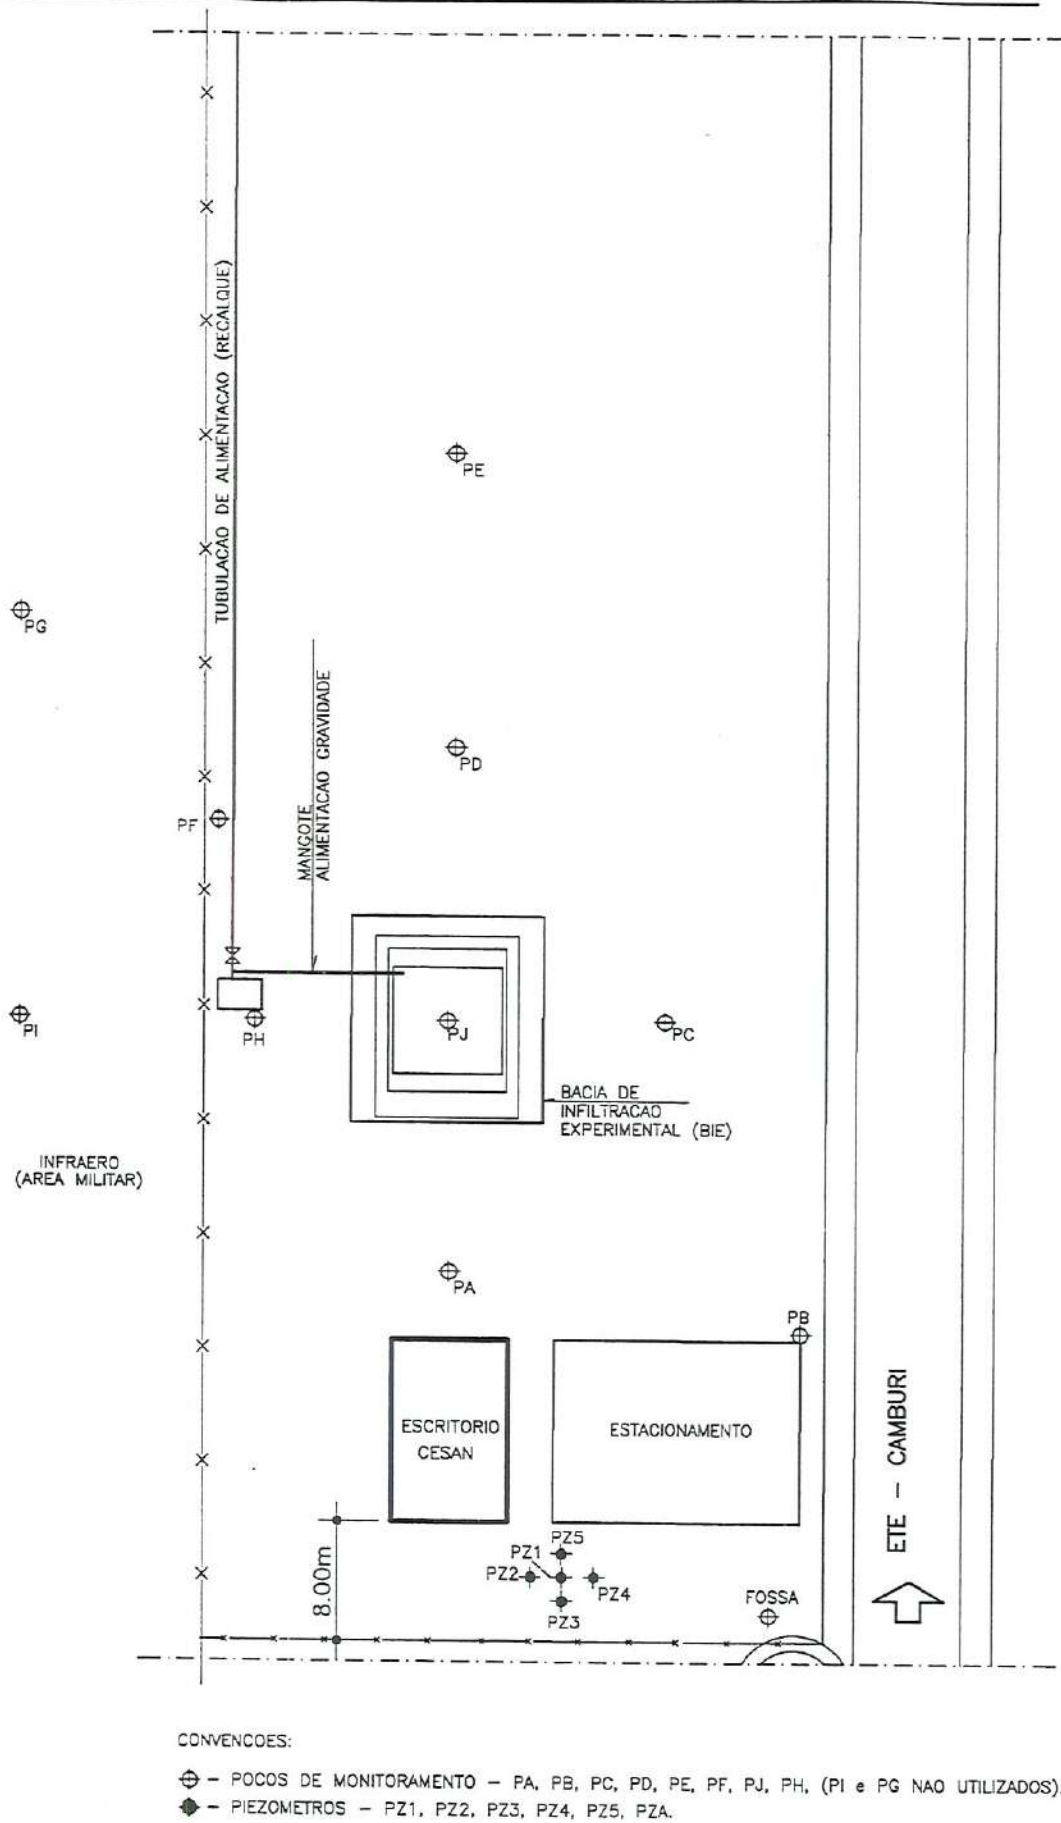 TUBULACAO DE ALIMENTACAO (RECALQUE)
PE
PG
MANGOTE
ALIMENTACAO GRAVIDADE
PD
PF
PI
PH
PJ
PC
BACIA DE
INFILTRACAO
EXPERIMENTAL (BIE)
INFRAERO
(AREA MILITAR)
PA
PB
ESCRITORIO
CESAN
ESTACIONAMENTO
ETE - CAMBURI
8.00m
PZ5
PZ1
PZ2
PZ4
PZ3
FOSSA
CONVENCOES:
- POCOS DE MONITORAMENTO - PA, PB, PC, PD, PE, PF, PJ, PH, (PI e PG NAO UTILIZADOS).
- PIEZOMETROS - PZ1, PZ2, PZ3, PZ4, PZ5, PZA.